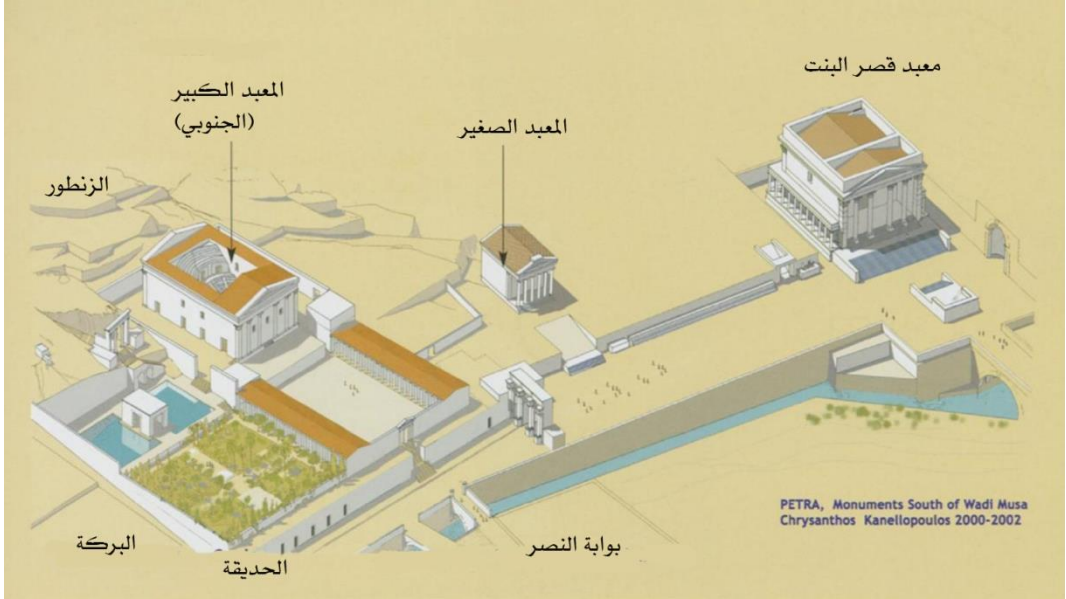 معبد قصر البنت
المعبد الكبير
(الجنوبي)
المعبد الصغير
الزنطور
PETRA, Monuments South of Wadi Musa
Chrysanthos Kanellopoulos 2000-2002
بوابة النصر
البركة
الحديقة